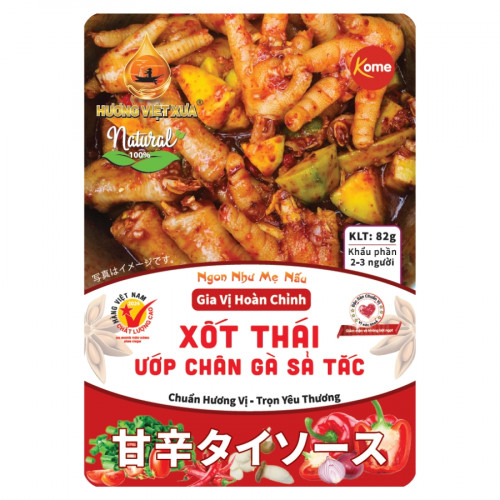 HƯƠNG VIỆT XƯA®
Natural
100%
Kome
KLT: 82g
Khẩu phần
2-3 người
写真はイメージです。
Ngon Như Mẹ Nấu
Gia Vị Hoàn Chỉnh
HÀNG VIỆT NAM
CHẤT LƯỢNG CAO
XỐT THÁI
ƯỚP CHÂN GÀ SẢ TẮC
Chuẩn Hương Vị - Trọn Yêu Thương
甘辛タイソース